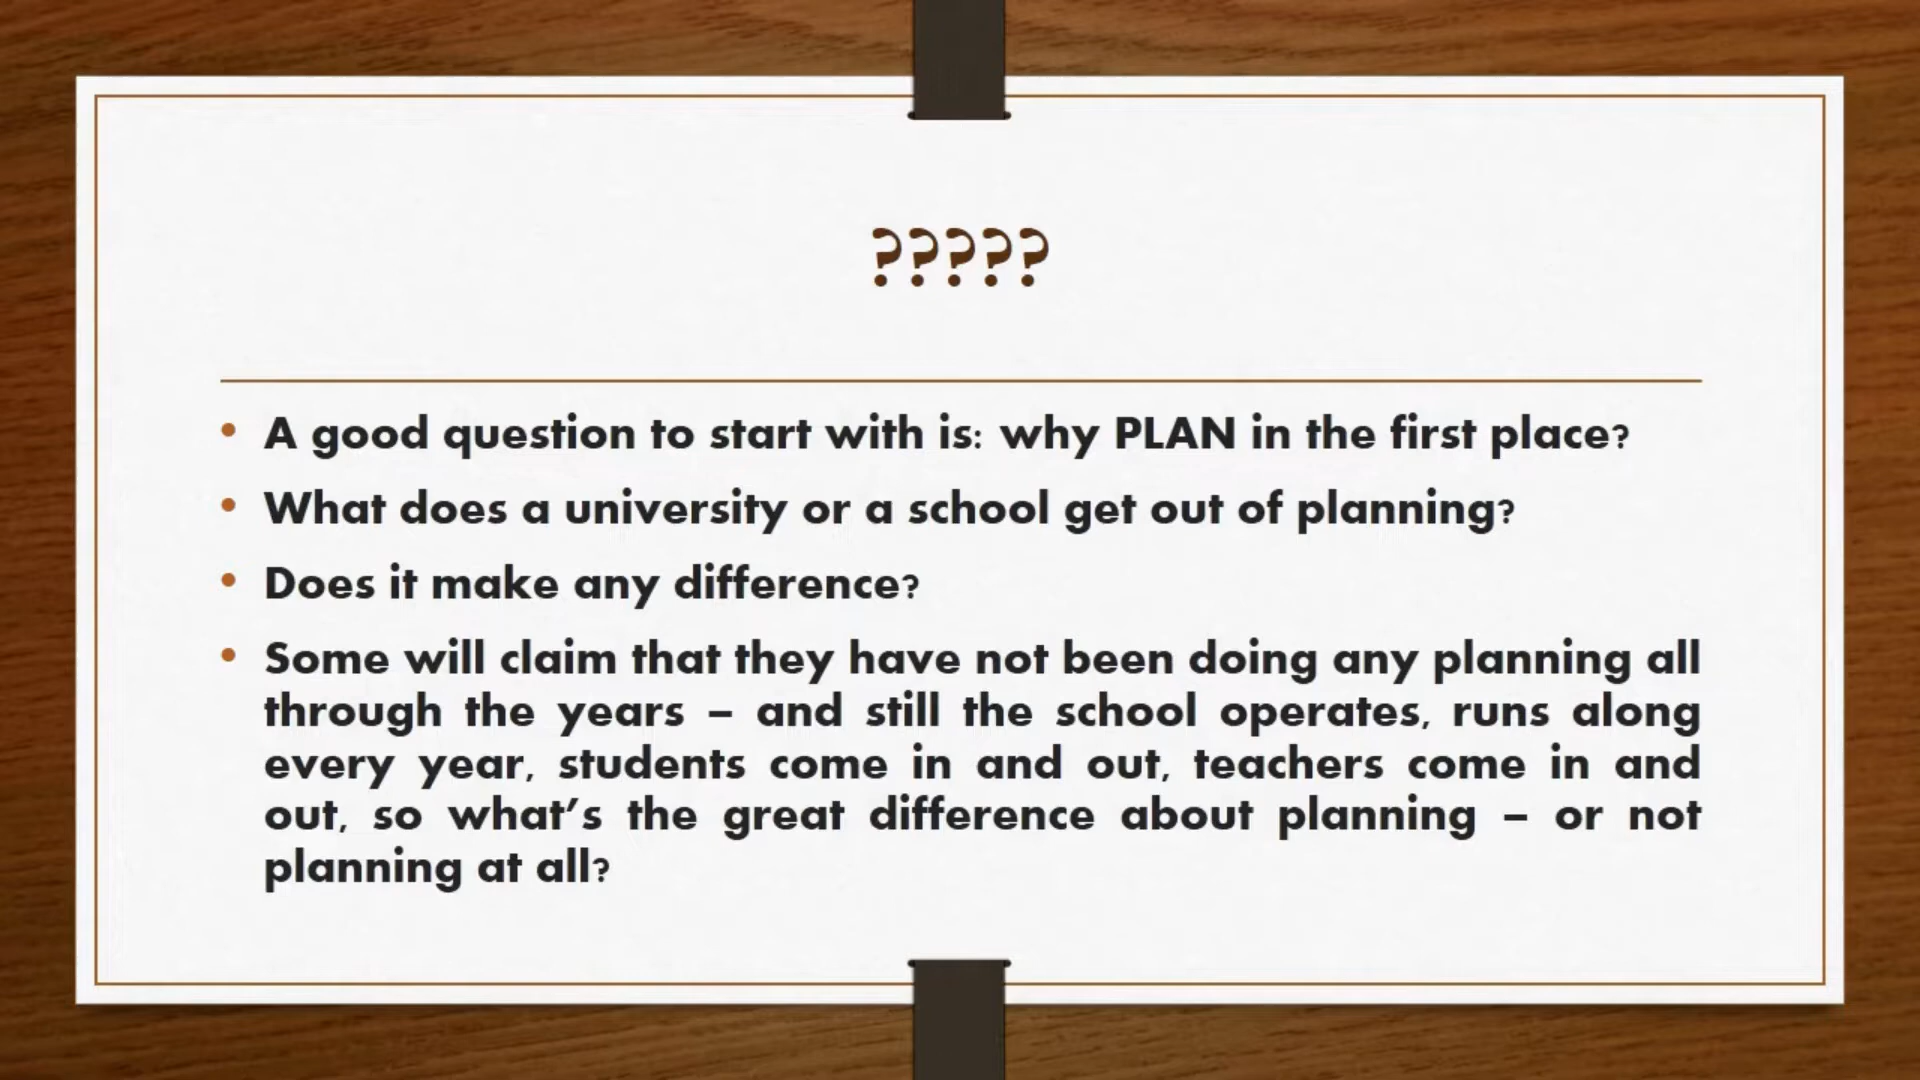 ?????
• A good question to start with is: why PLAN in the first place?
• What does a university or a school get out of planning?
• Does it make any difference?
• Some will claim that they have not been doing any planning all
through the years – and still the school operates, runs along
every year, students come in and out, teachers come in and
out, so what’s the great difference about planning – or not
planning at all?